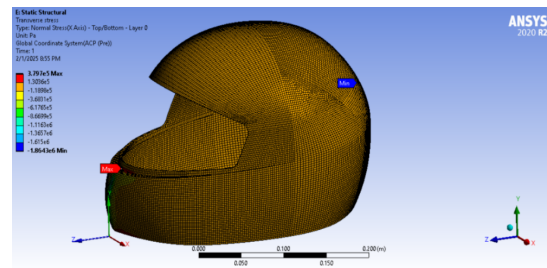 E: Static Structural
Transverse stress
Type: Normal Stress(X Axis) - Top/Bottom - Layer 0
Unit: Pa
Global Coordinate System(ACP (Pre))
Time: 1
2/1/2025 8:55 PM
3.797e5 Max
1.3036e5
-1.1898e5
-3.6831e5
-6.1765e5
-8.6699e5
-1.1163e6
-1.3657e6
-1.615e6
-1.8643e6 Min
ANSYS
2020 R2
Min
Max
Y
Z
X
0.000
0.100
0.200 (m)
0.050
0.150
Y
Z
X